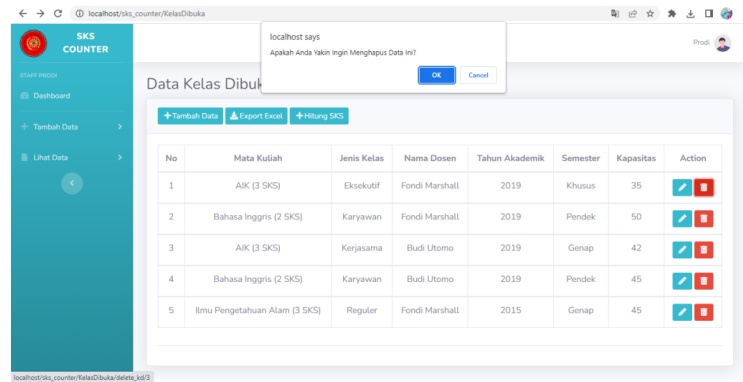 localhost/sks_counter/KelasDibuka
SKS
COUNTER
localhost says
Apakah Anda Yakin Ingin Menghapus Data Ini?
OK
Cancel
Prodi
STAFF PRODI
Dashboard
Tambah Data
Lihat Data
Data Kelas Dibuk
Tambah Data
Export Excel
Hitung SKS
No Mata Kuliah Jenis Kelas Nama Dosen Tahun Akademik Semester Kapasitas Action
1 AIK (3 SKS) Eksekutif Fondi Marshall 2019 Khusus 35
2 Bahasa Inggris (2 SKS) Karyawan Fondi Marshall 2019 Pendek 50
3 AIK (3 SKS) Kerjasama Budi Utomo 2019 Genap 42
4 Bahasa Inggris (2 SKS) Karyawan Budi Utomo 2019 Pendek 45
5 Ilmu Pengetahuan Alam (3 SKS) Reguler Fondi Marshall 2015 Genap 45
localhost/sks_counter/KelasDibuka/delete_kd/3